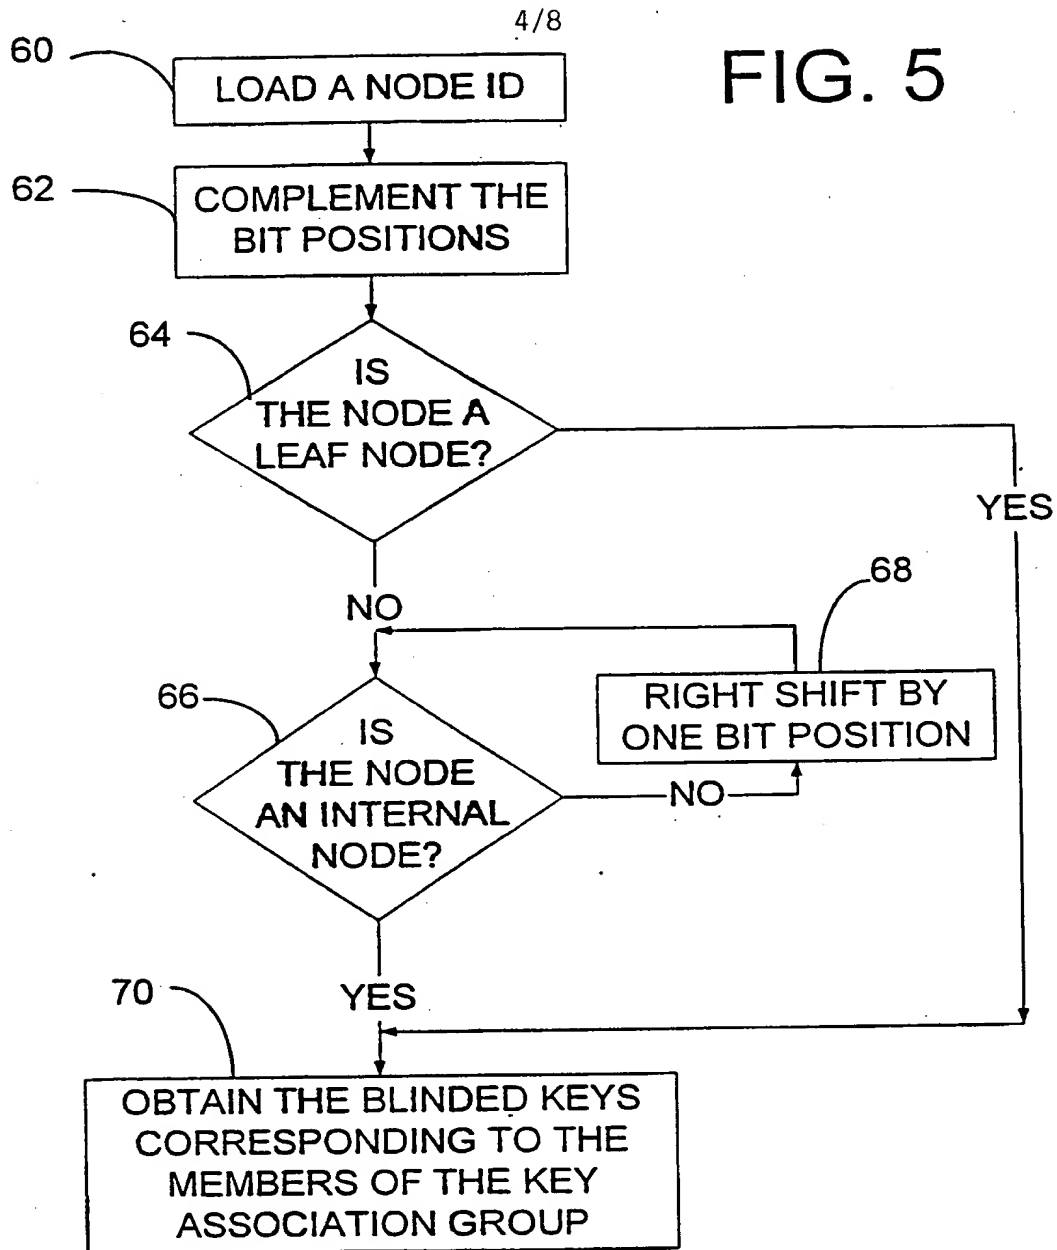 4/8
FIG. 5
60
LOAD A NODE ID
62
COMPLEMENT THE
BIT POSITIONS
64
IS
THE NODE A
LEAF NODE?
YES
NO
68
RIGHT SHIFT BY
ONE BIT POSITION
66
IS
THE NODE
AN INTERNAL
NODE?
NO
YES
70
OBTAIN THE BLINDED KEYS
CORRESPONDING TO THE
MEMBERS OF THE KEY
ASSOCIATION GROUP